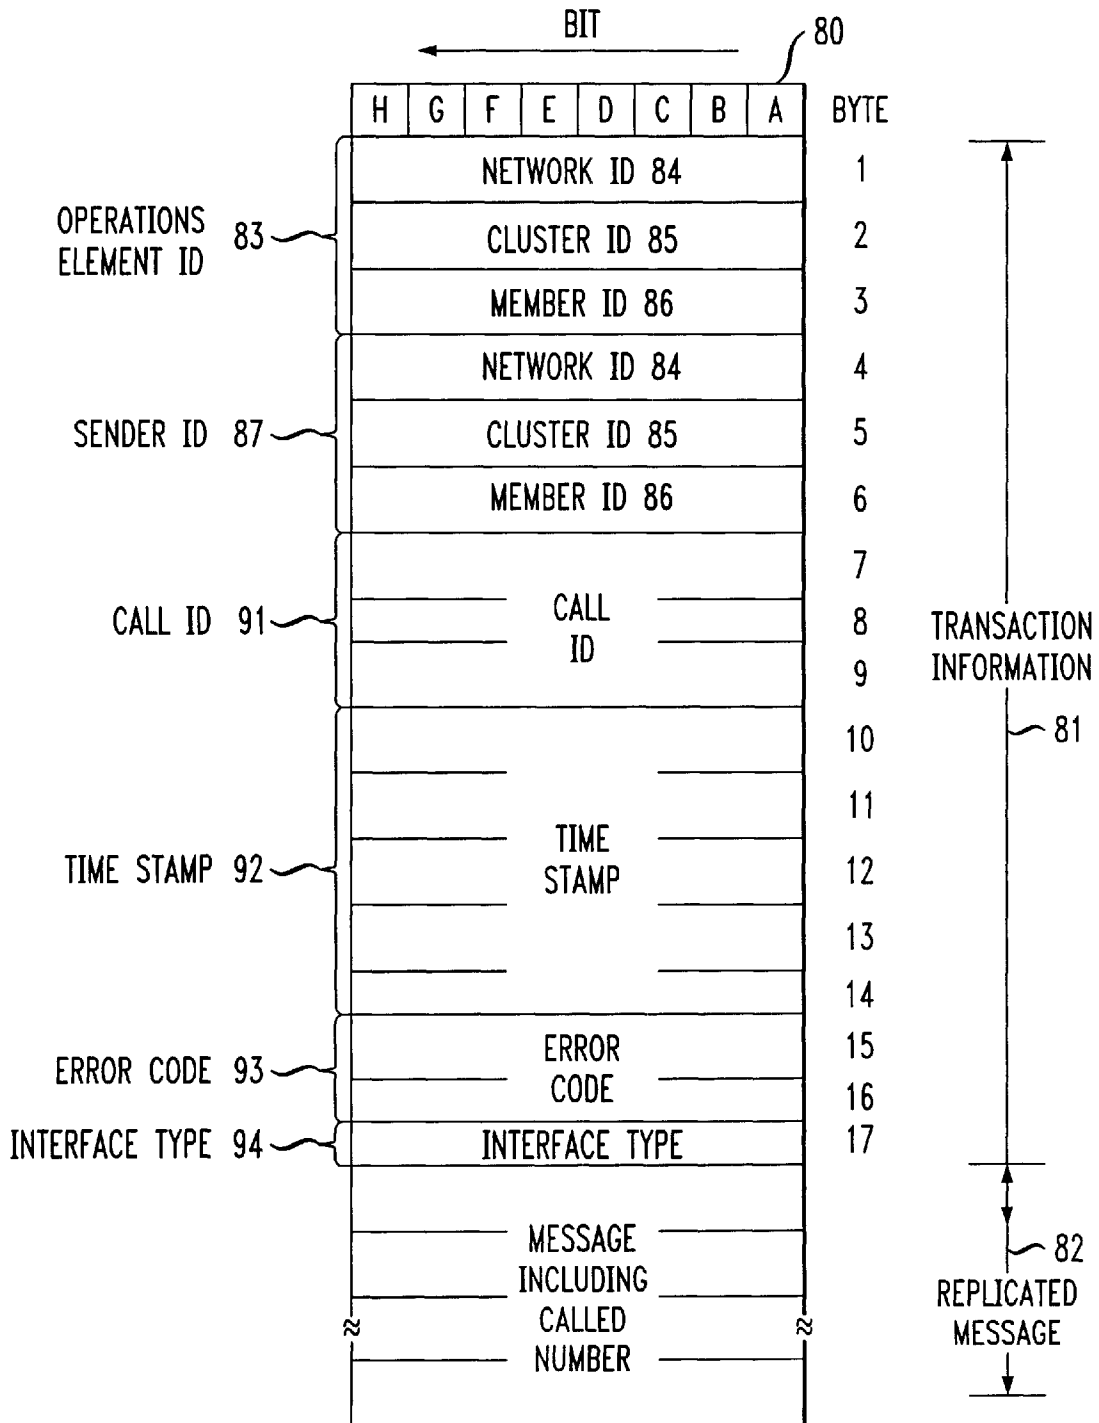 BIT
80
H G F E D C B A BYTE
NETWORK ID 84 1
OPERATIONS
ELEMENT ID 83
CLUSTER ID 85 2
MEMBER ID 86 3
NETWORK ID 84 4
SENDER ID 87 CLUSTER ID 85 5
MEMBER ID 86 6
7
CALL ID 91 CALL
ID 8
9
TRANSACTION
INFORMATION
81
10
11
TIME STAMP 92 TIME
STAMP 12
13
14
ERROR CODE 93 ERROR
CODE 15
16
INTERFACE TYPE 94 INTERFACE TYPE 17
MESSAGE
INCLUDING
CALLED
NUMBER
82
REPLICATED
MESSAGE